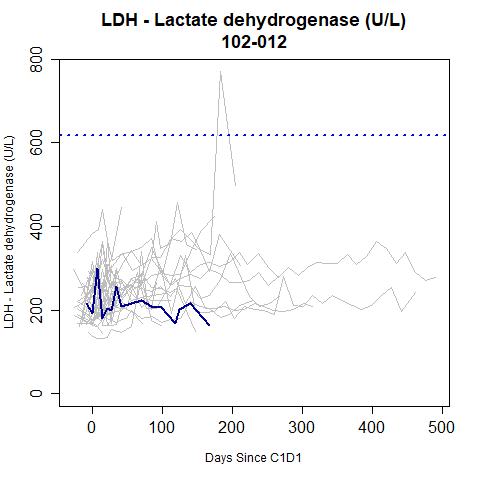 LDH - Lactate dehydrogenase (U/L)
102-012
LDH - Lactate dehydrogenase (U/L)
800
600
400
200
0
0 100 200 300 400 500
Days Since C1D1